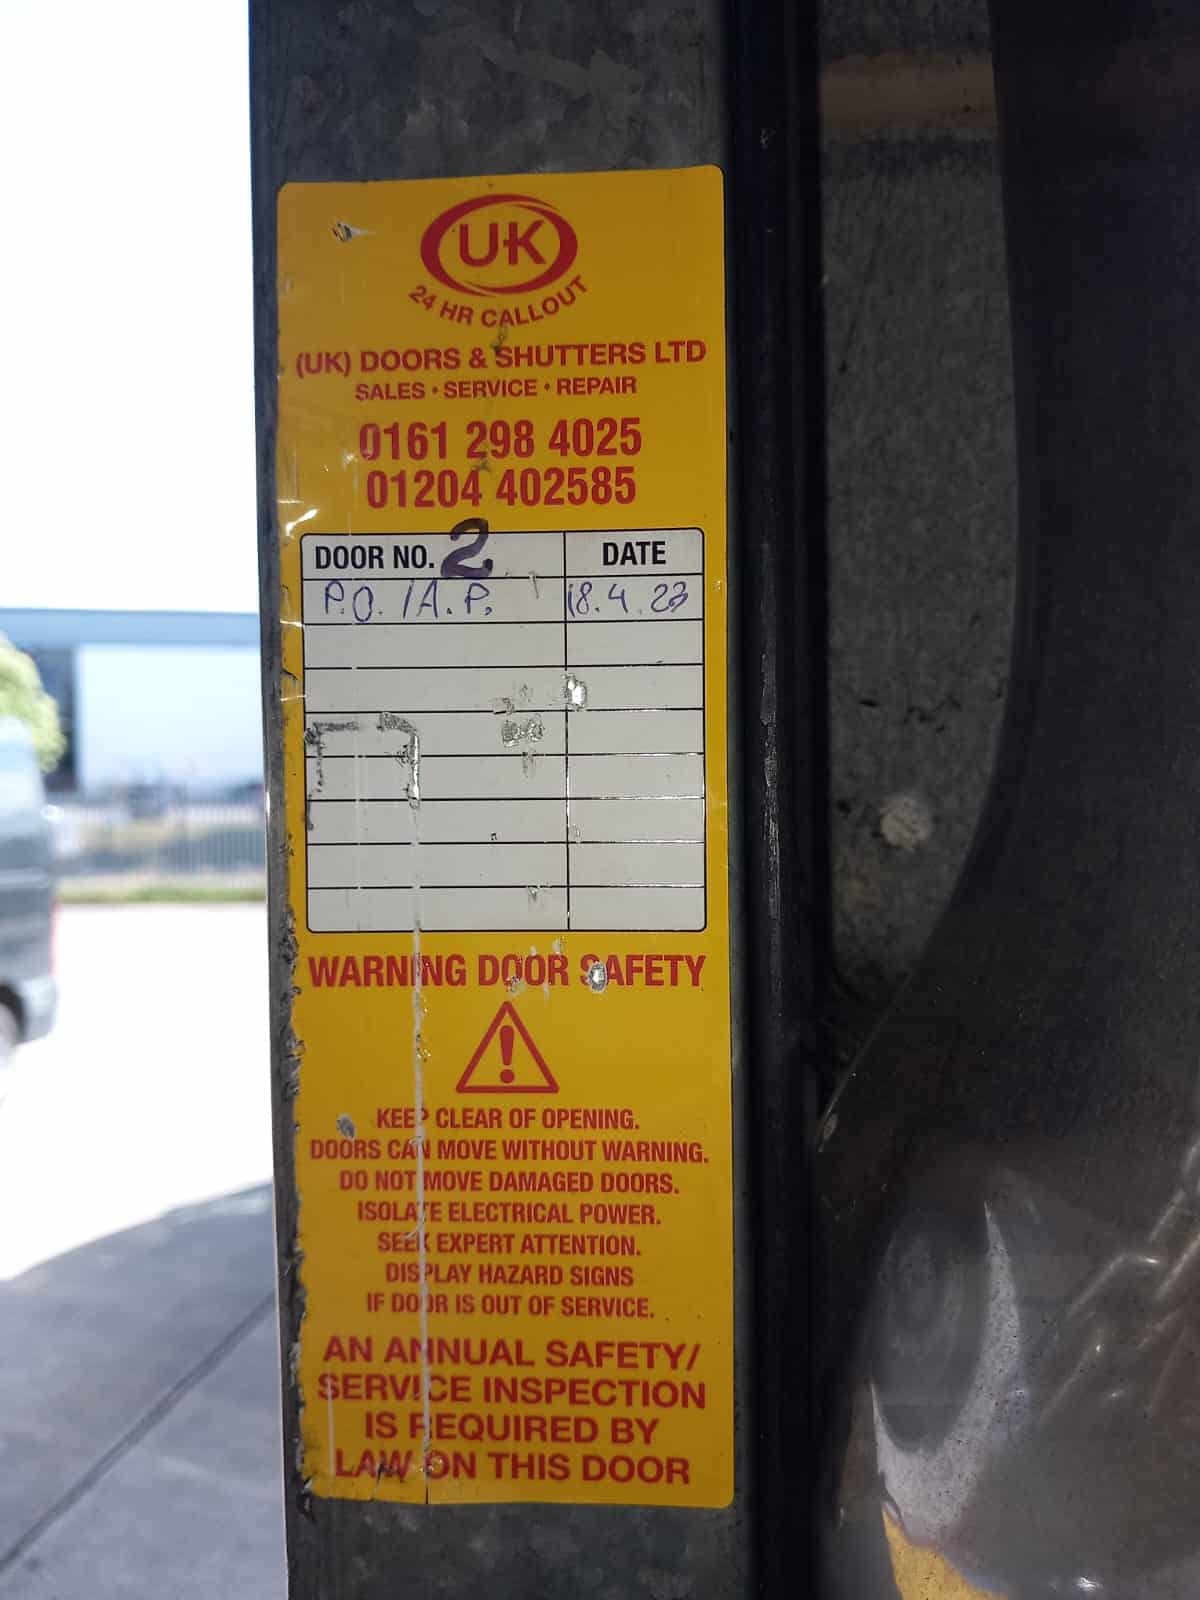 UK
24 HR CALLOUT
(UK) DOORS & SHUTTERS LTD
SALES • SERVICE • REPAIR
0161 298 4025
01204 402585
DOOR NO. 2 DATE
P.O. / A.P. 18.4.23
WARNING DOOR SAFETY
KEEP CLEAR OF OPENING.
DOORS CAN MOVE WITHOUT WARNING.
DO NOT MOVE DAMAGED DOORS.
ISOLATE ELECTRICAL POWER.
SEEK EXPERT ATTENTION.
DISPLAY HAZARD SIGNS
IF DOOR IS OUT OF SERVICE.
AN ANNUAL SAFETY/
SERVICE INSPECTION
IS REQUIRED BY
LAW ON THIS DOOR